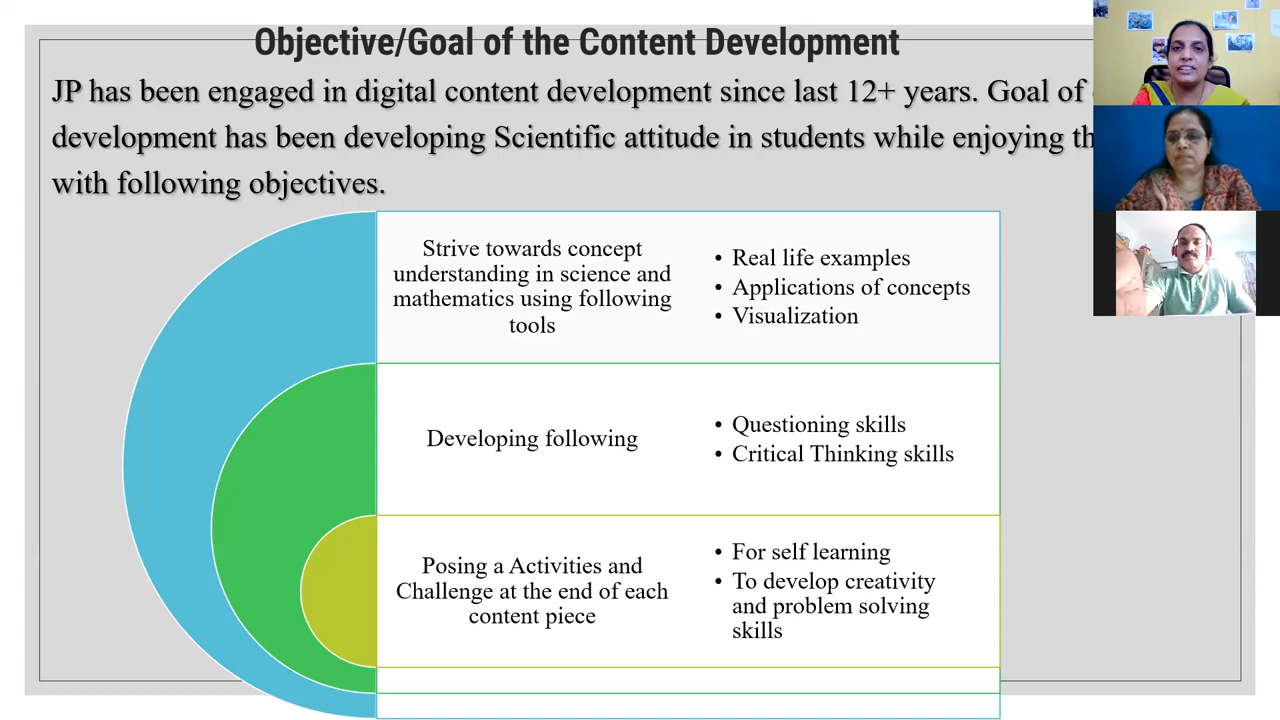 Objective/Goal of the Content Development
JP has been engaged in digital content development since last 12+ years. Goal of
development has been developing Scientific attitude in students while enjoying
with following objectives.
Strive towards concept
understanding in science and
mathematics using following
tools
• Real life examples
• Applications of concepts
• Visualization
Developing following
• Questioning skills
• Critical Thinking skills
Posing a Activities and
Challenge at the end of each
content piece
• For self learning
• To develop creativity
and problem solving
skills